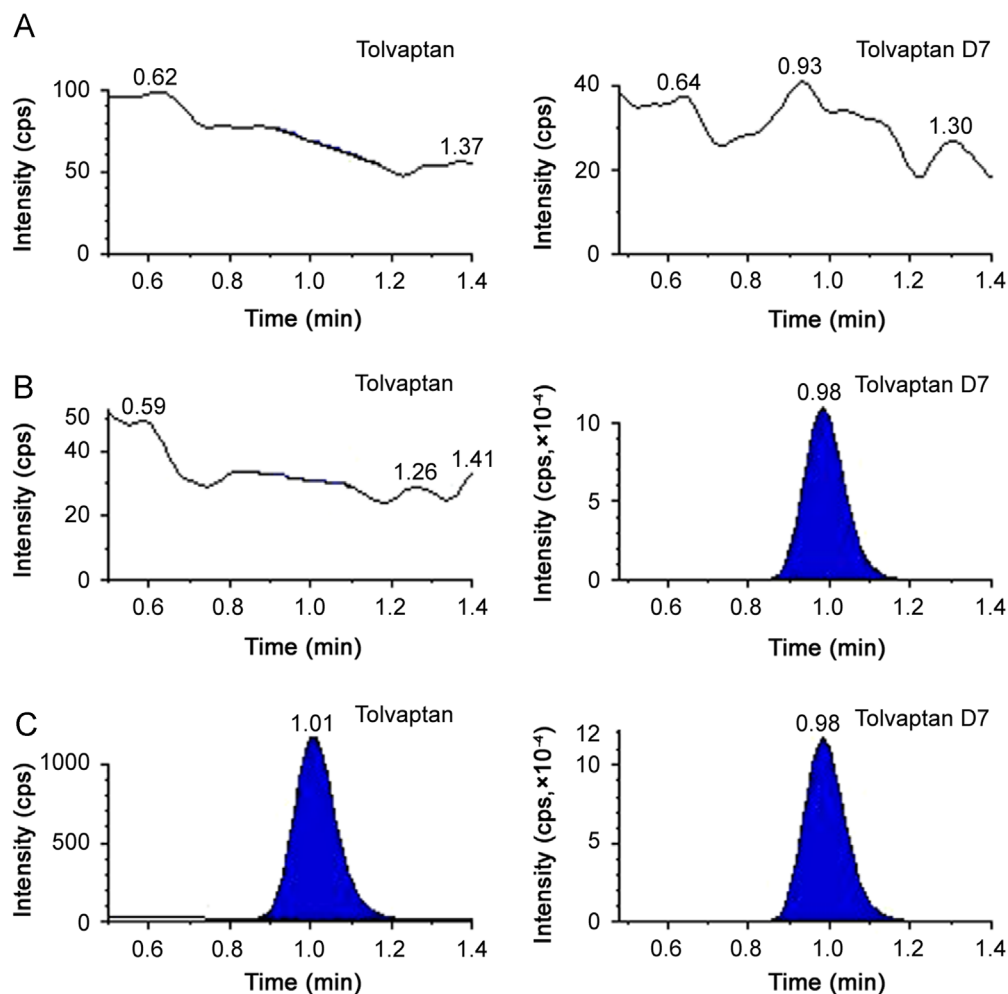 A
Tolvaptan
Intensity (cps)
100
50
0
0.62
1.37
0.6 0.8 1.0 1.2 1.4
Time (min)
Tolvaptan D7
Intensity (cps)
40
20
0
0.64
0.93
1.30
0.6 0.8 1.0 1.2 1.4
Time (min)
B
Tolvaptan
Intensity (cps)
50
40
20
0
0.59
1.26
1.41
0.6 0.8 1.0 1.2 1.4
Time (min)
Tolvaptan D7
Intensity (cps,×10⁻⁴)
10
5
0
0.98
0.6 0.8 1.0 1.2 1.4
Time (min)
C
Tolvaptan
Intensity (cps)
1000
500
0
1.01
0.6 0.8 1.0 1.2 1.4
Time (min)
Tolvaptan D7
Intensity (cps,×10⁻⁴)
12
10
5
0
0.98
0.6 0.8 1.0 1.2 1.4
Time (min)